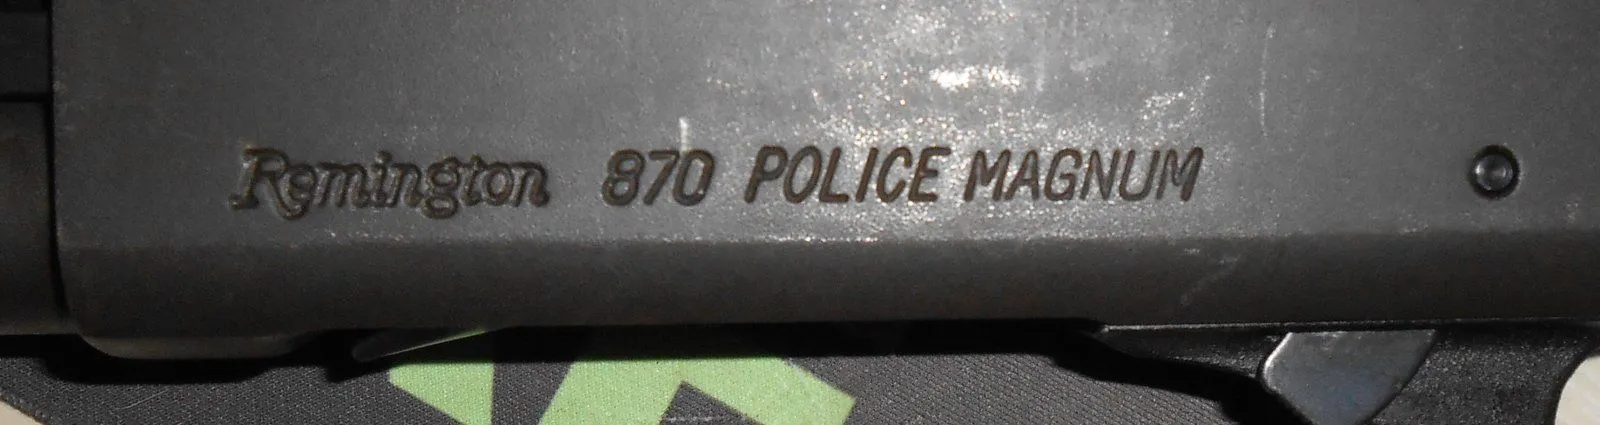 Remington 870 POLICE MAGNUM